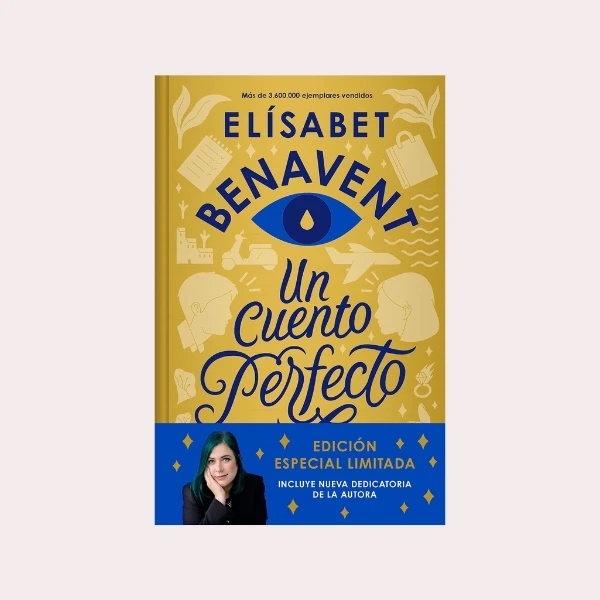 Más de 3.600.000 ejemplares vendidos
ELÍSABET
BENAVENT
Un
Cuento
Perfecto
EDICIÓN
ESPECIAL LIMITADA
INCLUYE NUEVA DEDICATORIA
DE LA AUTORA